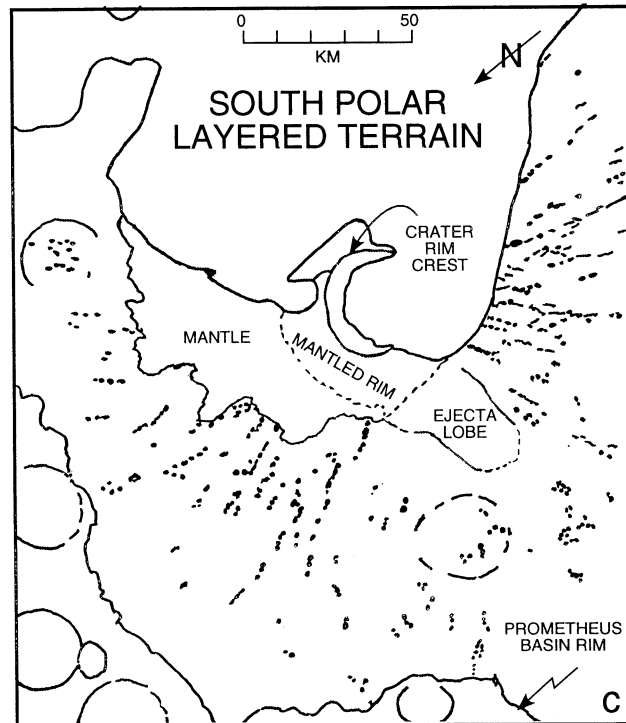 0 50
KM
N
SOUTH POLAR
LAYERED TERRAIN
CRATER
RIM
CREST
MANTLE
MANTLED RIM
EJECTA
LOBE
PROMETHEUS
BASIN RIM
C